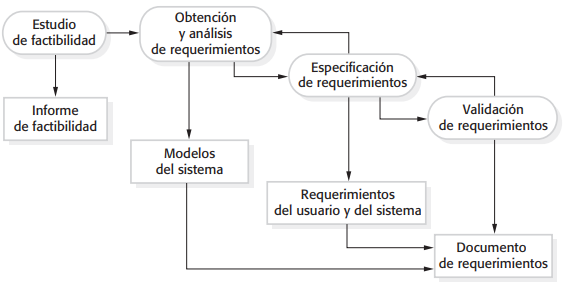 Estudio
de factibilidad
Obtención
y análisis
de requerimientos
Especificación
de requerimientos
Validación
de requerimientos
Informe
de factibilidad
Modelos
del sistema
Requerimientos
del usuario y del sistema
Documento
de requerimientos